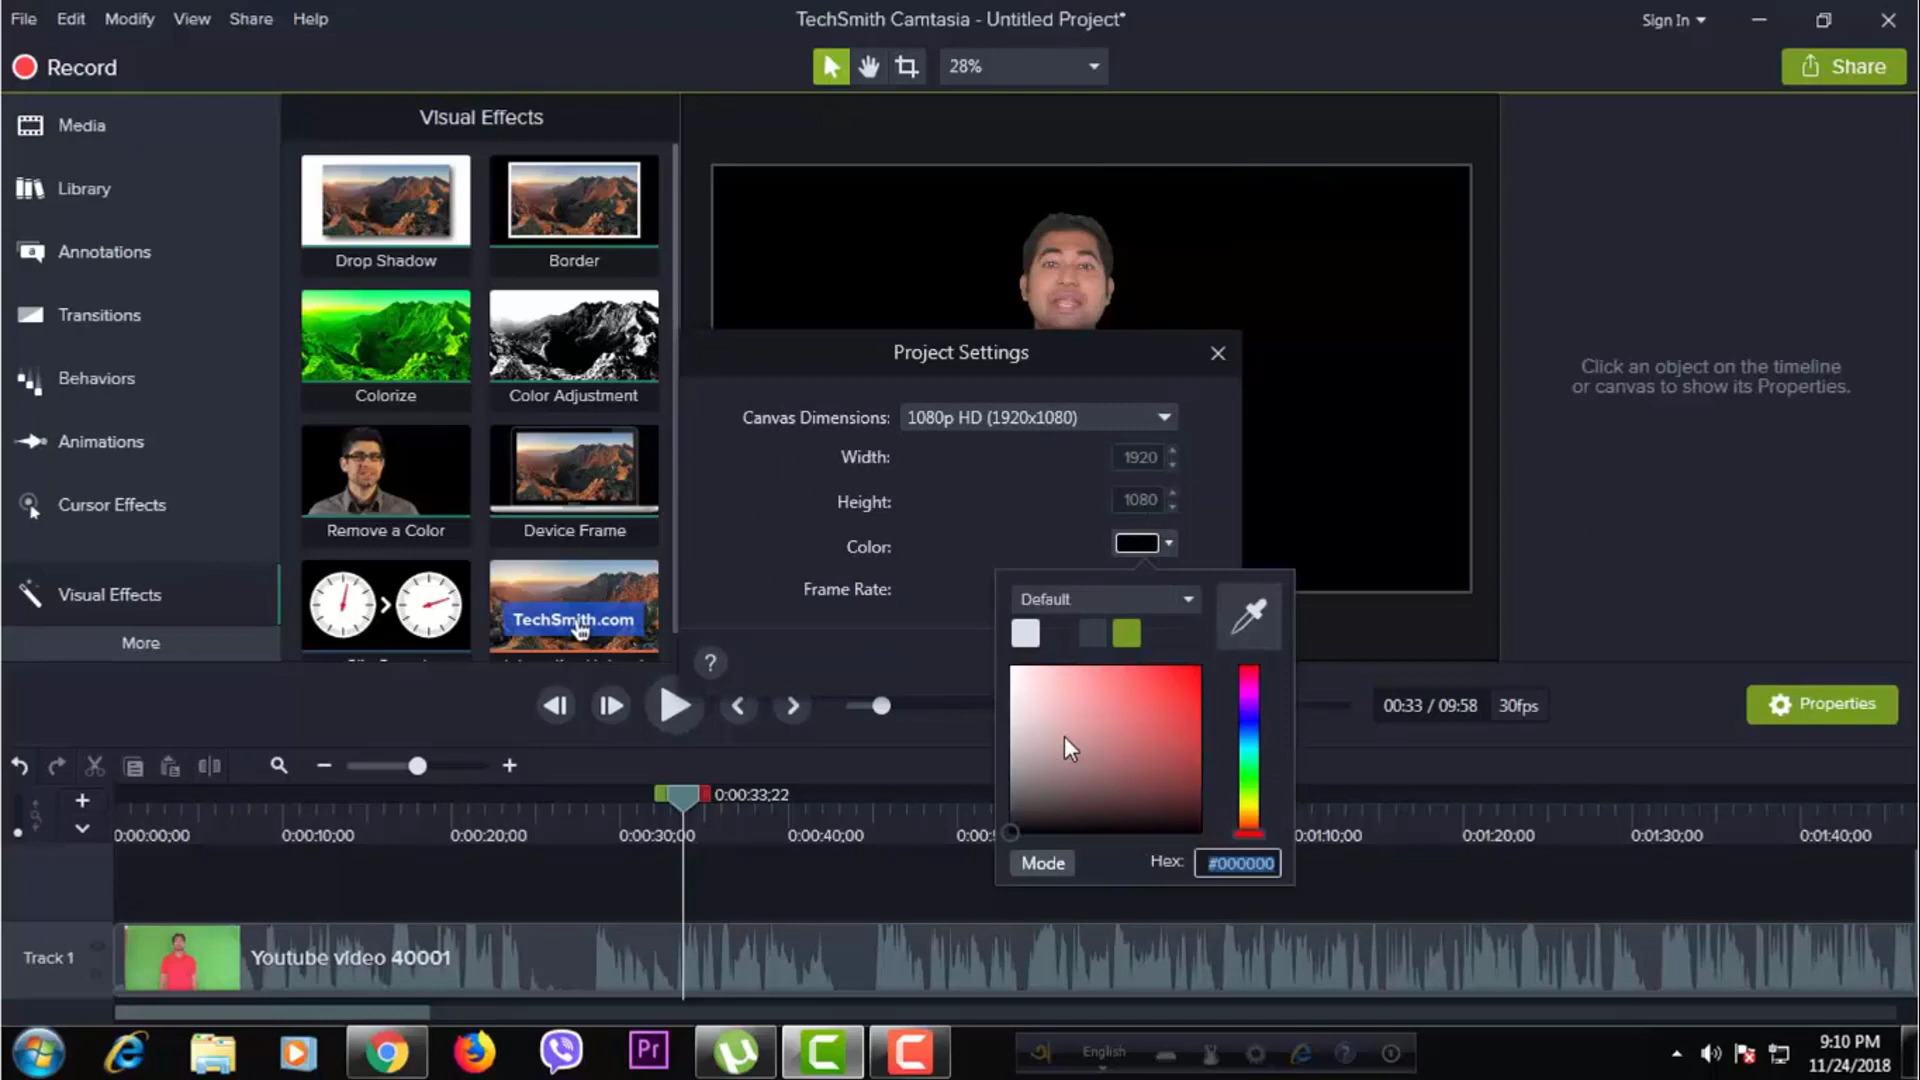 File Edit Modify View Share Help
TechSmith Camtasia - Untitled Project*
Sign In
Record
28%
Share
Media
Library
Annotations
Transitions
Behaviors
Animations
Cursor Effects
Visual Effects
More
Visual Effects
Drop Shadow
Border
Colorize
Color Adjustment
Remove a Color
Device Frame
TechSmith.com
Project Settings
Canvas Dimensions: 1080p HD (1920x1080)
Width: 1920
Height: 1080
Color:
Frame Rate:
Default
Mode
Hex: #000000
?
Click an object on the timeline
or canvas to show its Properties.
00:33 / 09:58 30fps
Properties
0:00:33;22
0:00:00;00 0:00:10;00 0:00:20;00 0:00:30;00 0:00:40;00 0:01:10;00 0:01:20;00 0:01:30;00 0:01:40;00
Track 1
Youtube video 40001
Pr
English
9:10 PM
11/24/2018